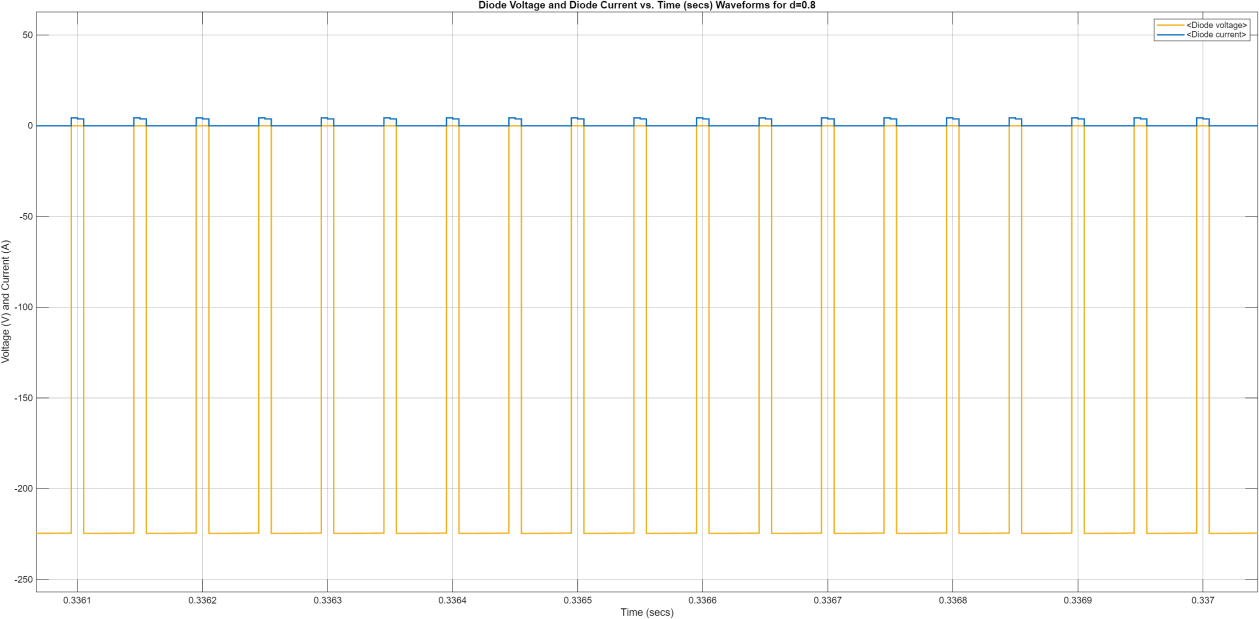 Diode Voltage and Diode Current vs. Time (secs) Waveforms for d=0.8
<Diode voltage>
<Diode current>
50
0
-50
-100
-150
-200
-250
Voltage (V) and Current (A)
0.3361 0.3362 0.3363 0.3364 0.3365 0.3366 0.3367 0.3368 0.3369 0.337
Time (secs)